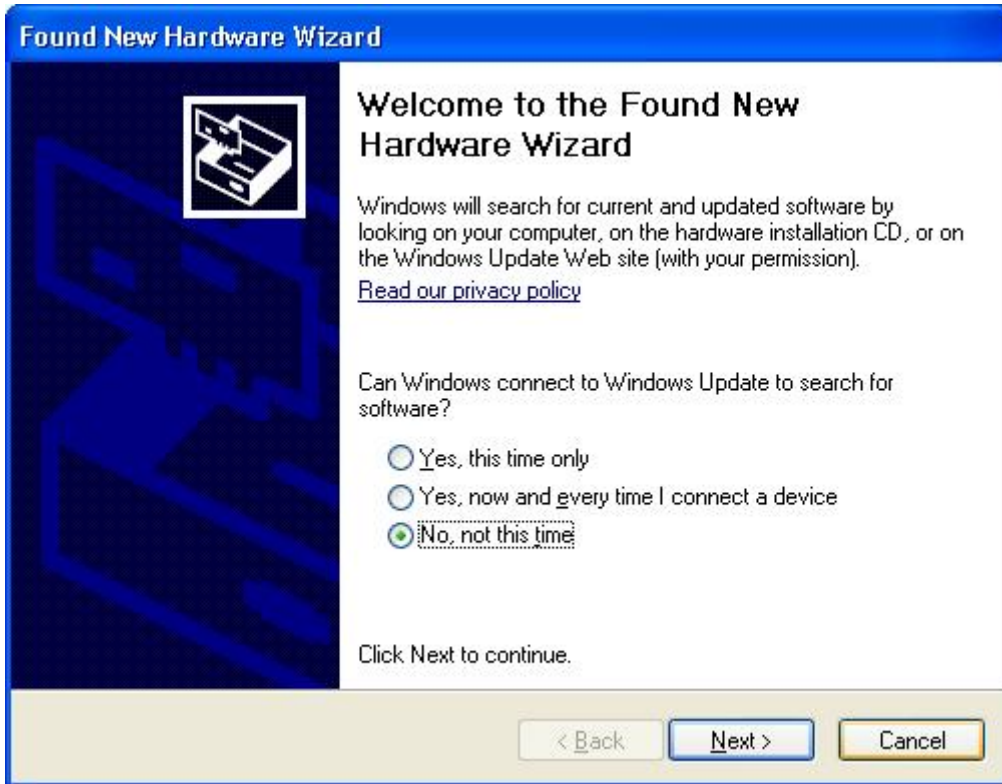 Found New Hardware Wizard
Welcome to the Found New
Hardware Wizard
Windows will search for current and updated software by
looking on your computer, on the hardware installation CD, or on
the Windows Update Web site (with your permission).
Read our privacy policy
Can Windows connect to Windows Update to search for
software?
Yes, this time only
Yes, now and every time I connect a device
No, not this time
Click Next to continue.
< Back
Next >
Cancel